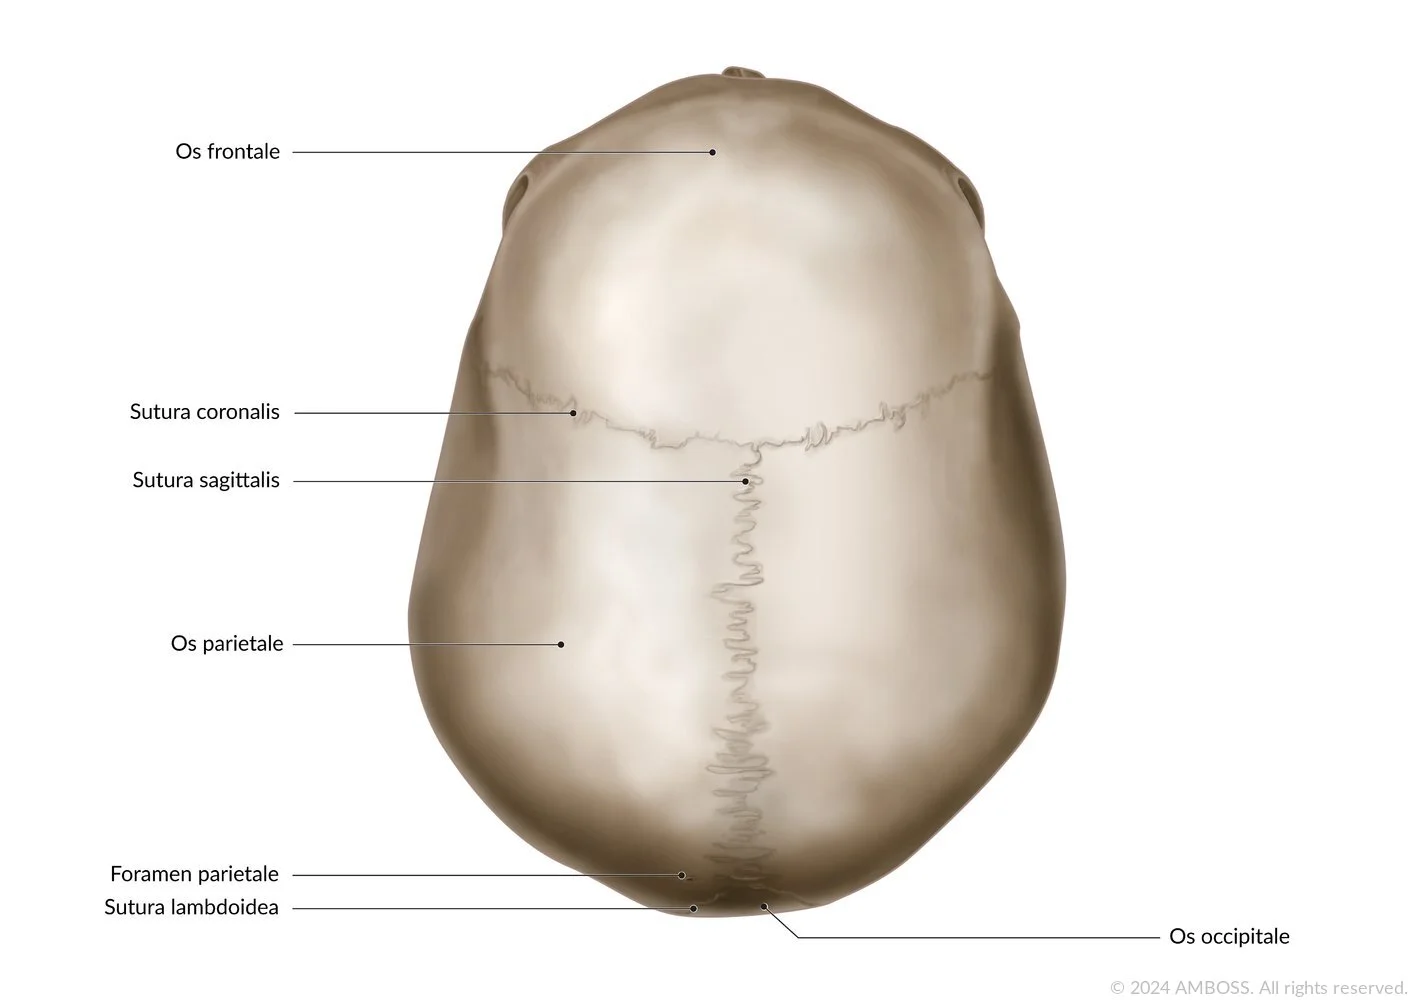 Os frontale
Sutura coronalis
Sutura sagittalis
Os parietale
Foramen parietale
Sutura lambdoidea
Os occipitale
© 2024 AMBOSS. All rights reserved.